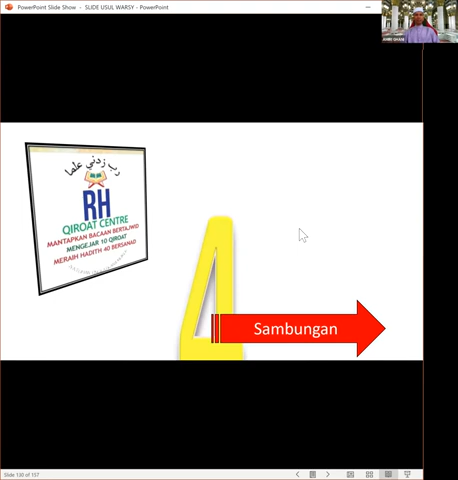 PowerPoint Slide Show - SLIDE USUL WARSY - PowerPoint
رب زدني علما
RH
QIROAT CENTRE
MANTAPKAN BACAAN BERTAJWID
MENGEJAR 10 QIROAT
MERAIH HADITH 40 BERSANAD
4
Sambungan
Slide 130 of 157